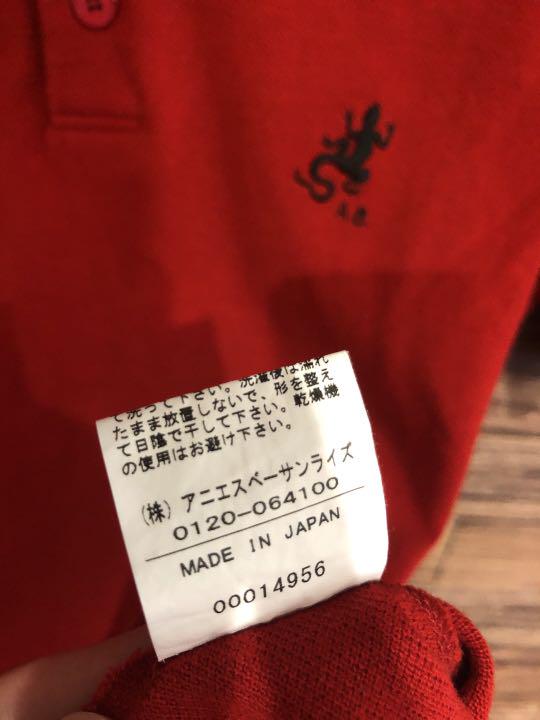 A.B.
て洗って下さい。洗濯後は濡れ
たまま放置しないで、形を整え
て日陰で干して下さい。乾燥機
の使用はお避け下さい。
(株) アニエスベーサンライズ
0120-064100
MADE IN JAPAN
00014956